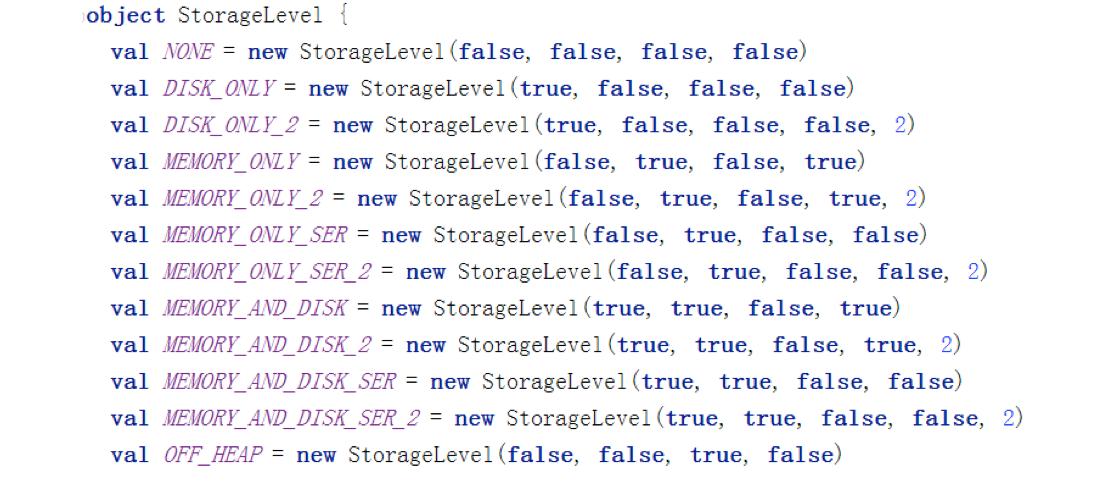 object StorageLevel {
val NONE = new StorageLevel(false, false, false, false)
val DISK_ONLY = new StorageLevel(true, false, false, false)
val DISK_ONLY_2 = new StorageLevel(true, false, false, false, 2)
val MEMORY_ONLY = new StorageLevel(false, true, false, true)
val MEMORY_ONLY_2 = new StorageLevel(false, true, false, true, 2)
val MEMORY_ONLY_SER = new StorageLevel(false, true, false, false)
val MEMORY_ONLY_SER_2 = new StorageLevel(false, true, false, false, 2)
val MEMORY_AND_DISK = new StorageLevel(true, true, false, true)
val MEMORY_AND_DISK_2 = new StorageLevel(true, true, false, true, 2)
val MEMORY_AND_DISK_SER = new StorageLevel(true, true, false, false)
val MEMORY_AND_DISK_SER_2 = new StorageLevel(true, true, false, false, 2)
val OFF_HEAP = new StorageLevel(false, false, true, false)